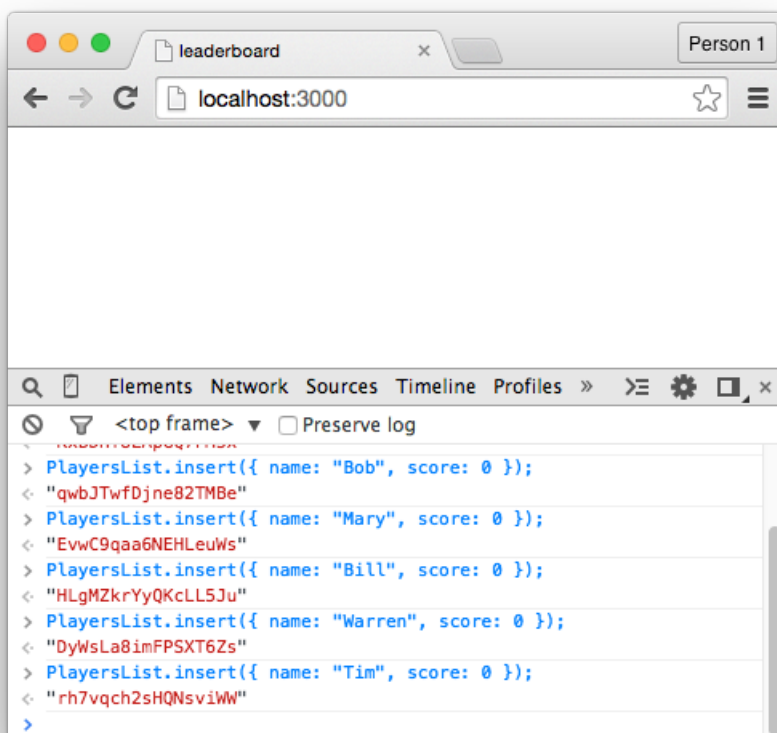 leaderboard
Person 1
localhost:3000
Elements Network Sources Timeline Profiles »
<top frame> ▼ Preserve log
> PlayersList.insert({ name: "Bob", score: 0 });
"qwbJTwfDjne82TMBe"
> PlayersList.insert({ name: "Mary", score: 0 });
"EvwC9qaa6NEHLeuWs"
> PlayersList.insert({ name: "Bill", score: 0 });
"HLgMZkrYyQKcLL5Ju"
> PlayersList.insert({ name: "Warren", score: 0 });
"DyWsLa8imFPSXT6Zs"
> PlayersList.insert({ name: "Tim", score: 0 });
"rh7vqch2sHQNsviWW"
>